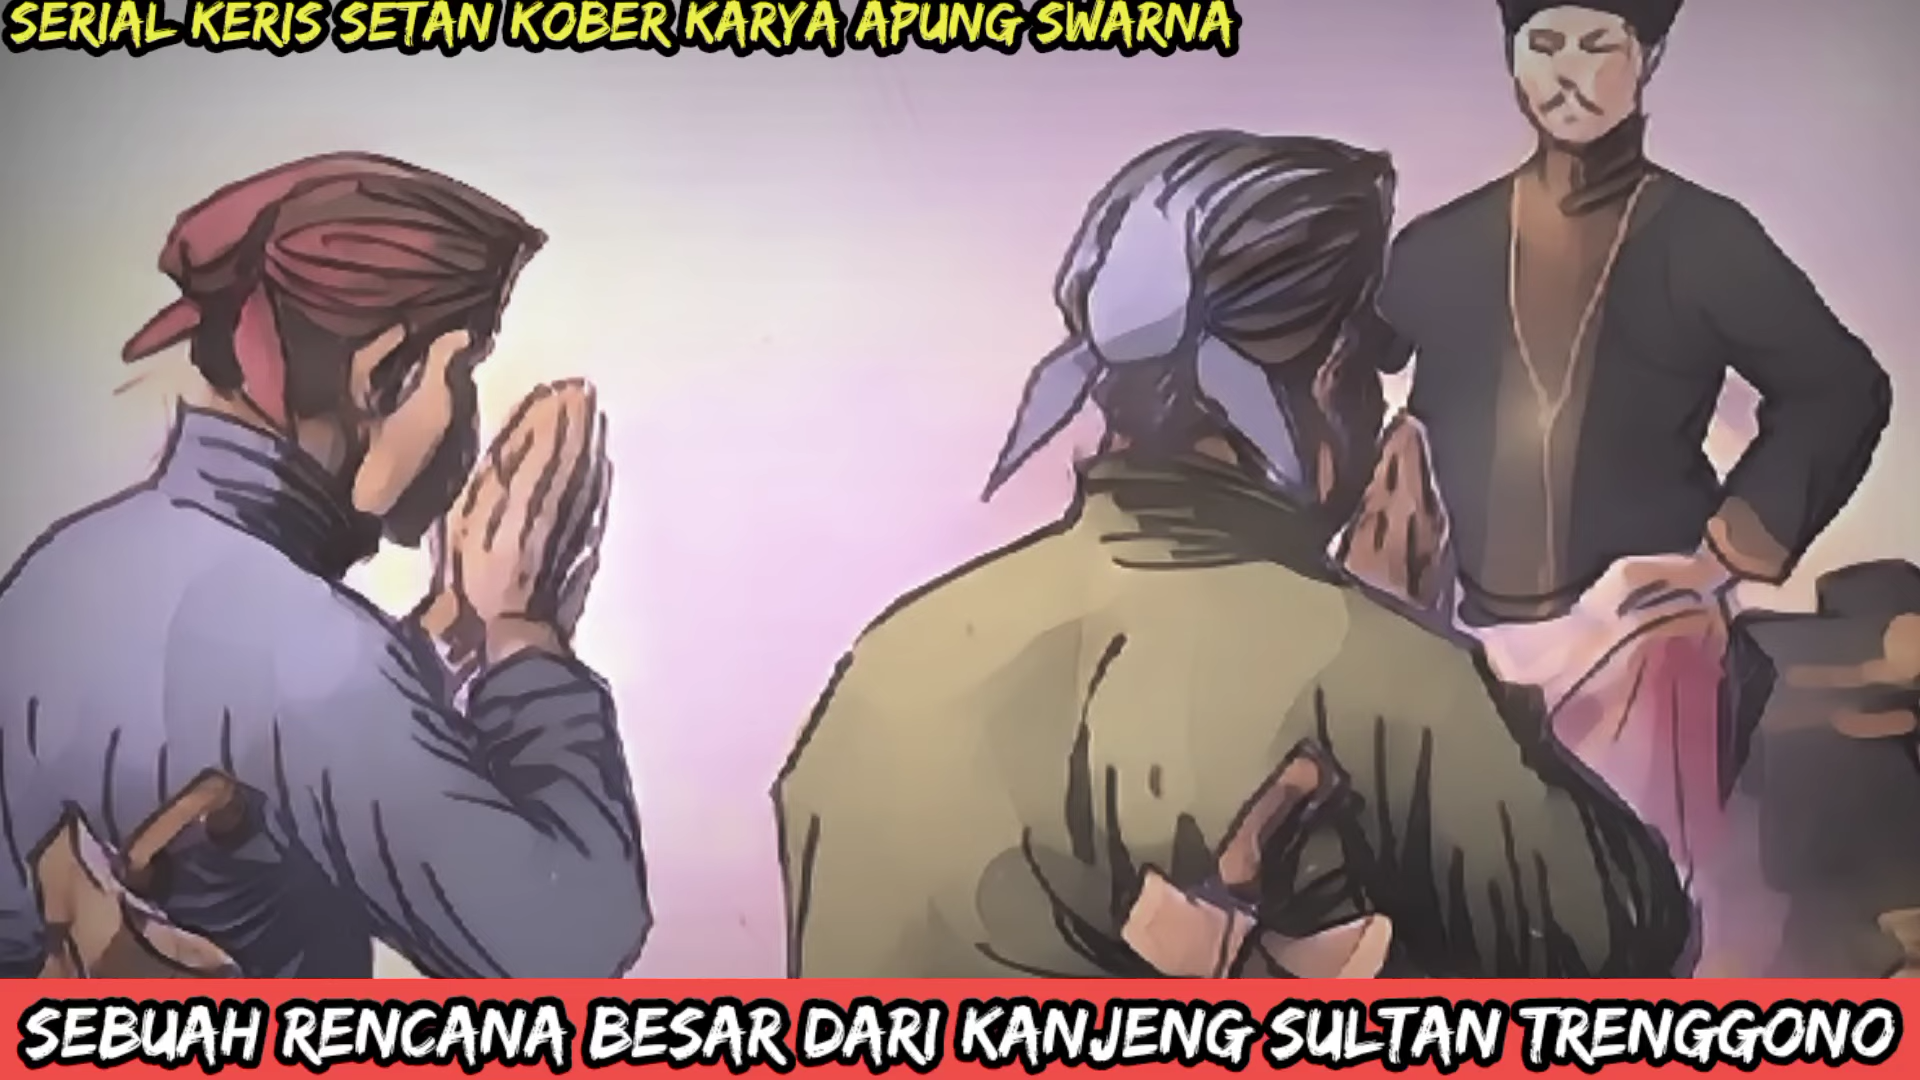 SERIAL KERIS SETAN KOBER KARYA APUNG SWARNA
SEBUAH RENCANA BESAR DARI KANJENG SULTAN TRENGGONO